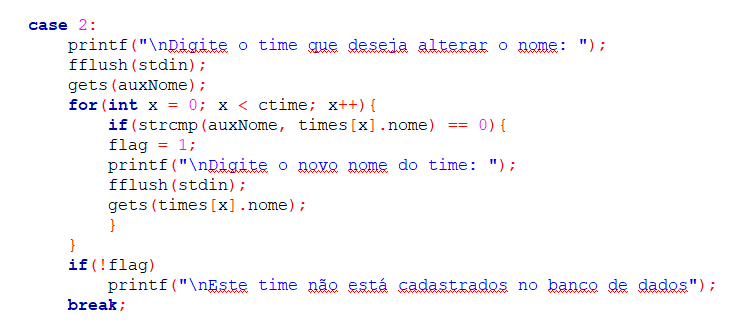 case 2:
printf("\nDigite o time que deseja alterar o nome: ");
fflush(stdin);
gets(auxNome);
for(int x = 0; x < ctime; x++){
if(strcmp(auxNome, times[x].nome) == 0){
flag = 1;
printf("\nDigite o novo nome do time: ");
fflush(stdin);
gets(times[x].nome);
}
}
if(!flag)
printf("\nEste time não está cadastrados no banco de dados");
break;